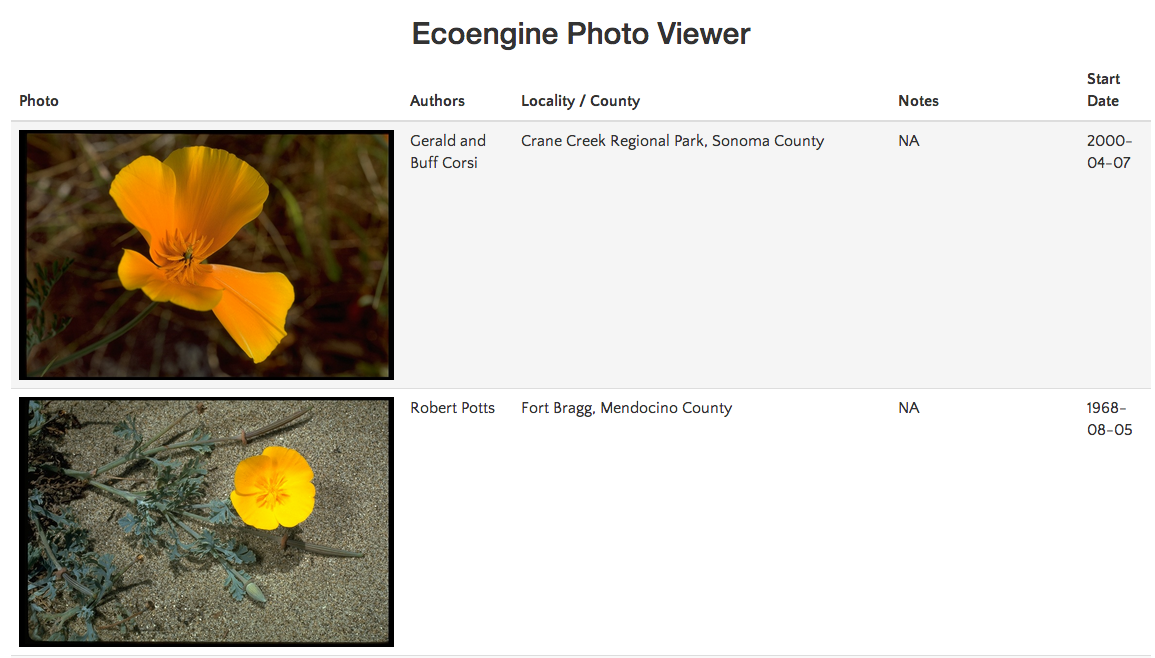 Ecoengine Photo Viewer
Photo Authors Locality / County Notes Start Date
Gerald and Buff Corsi Crane Creek Regional Park, Sonoma County NA 2000-04-07
Robert Potts Fort Bragg, Mendocino County NA 1968-08-05